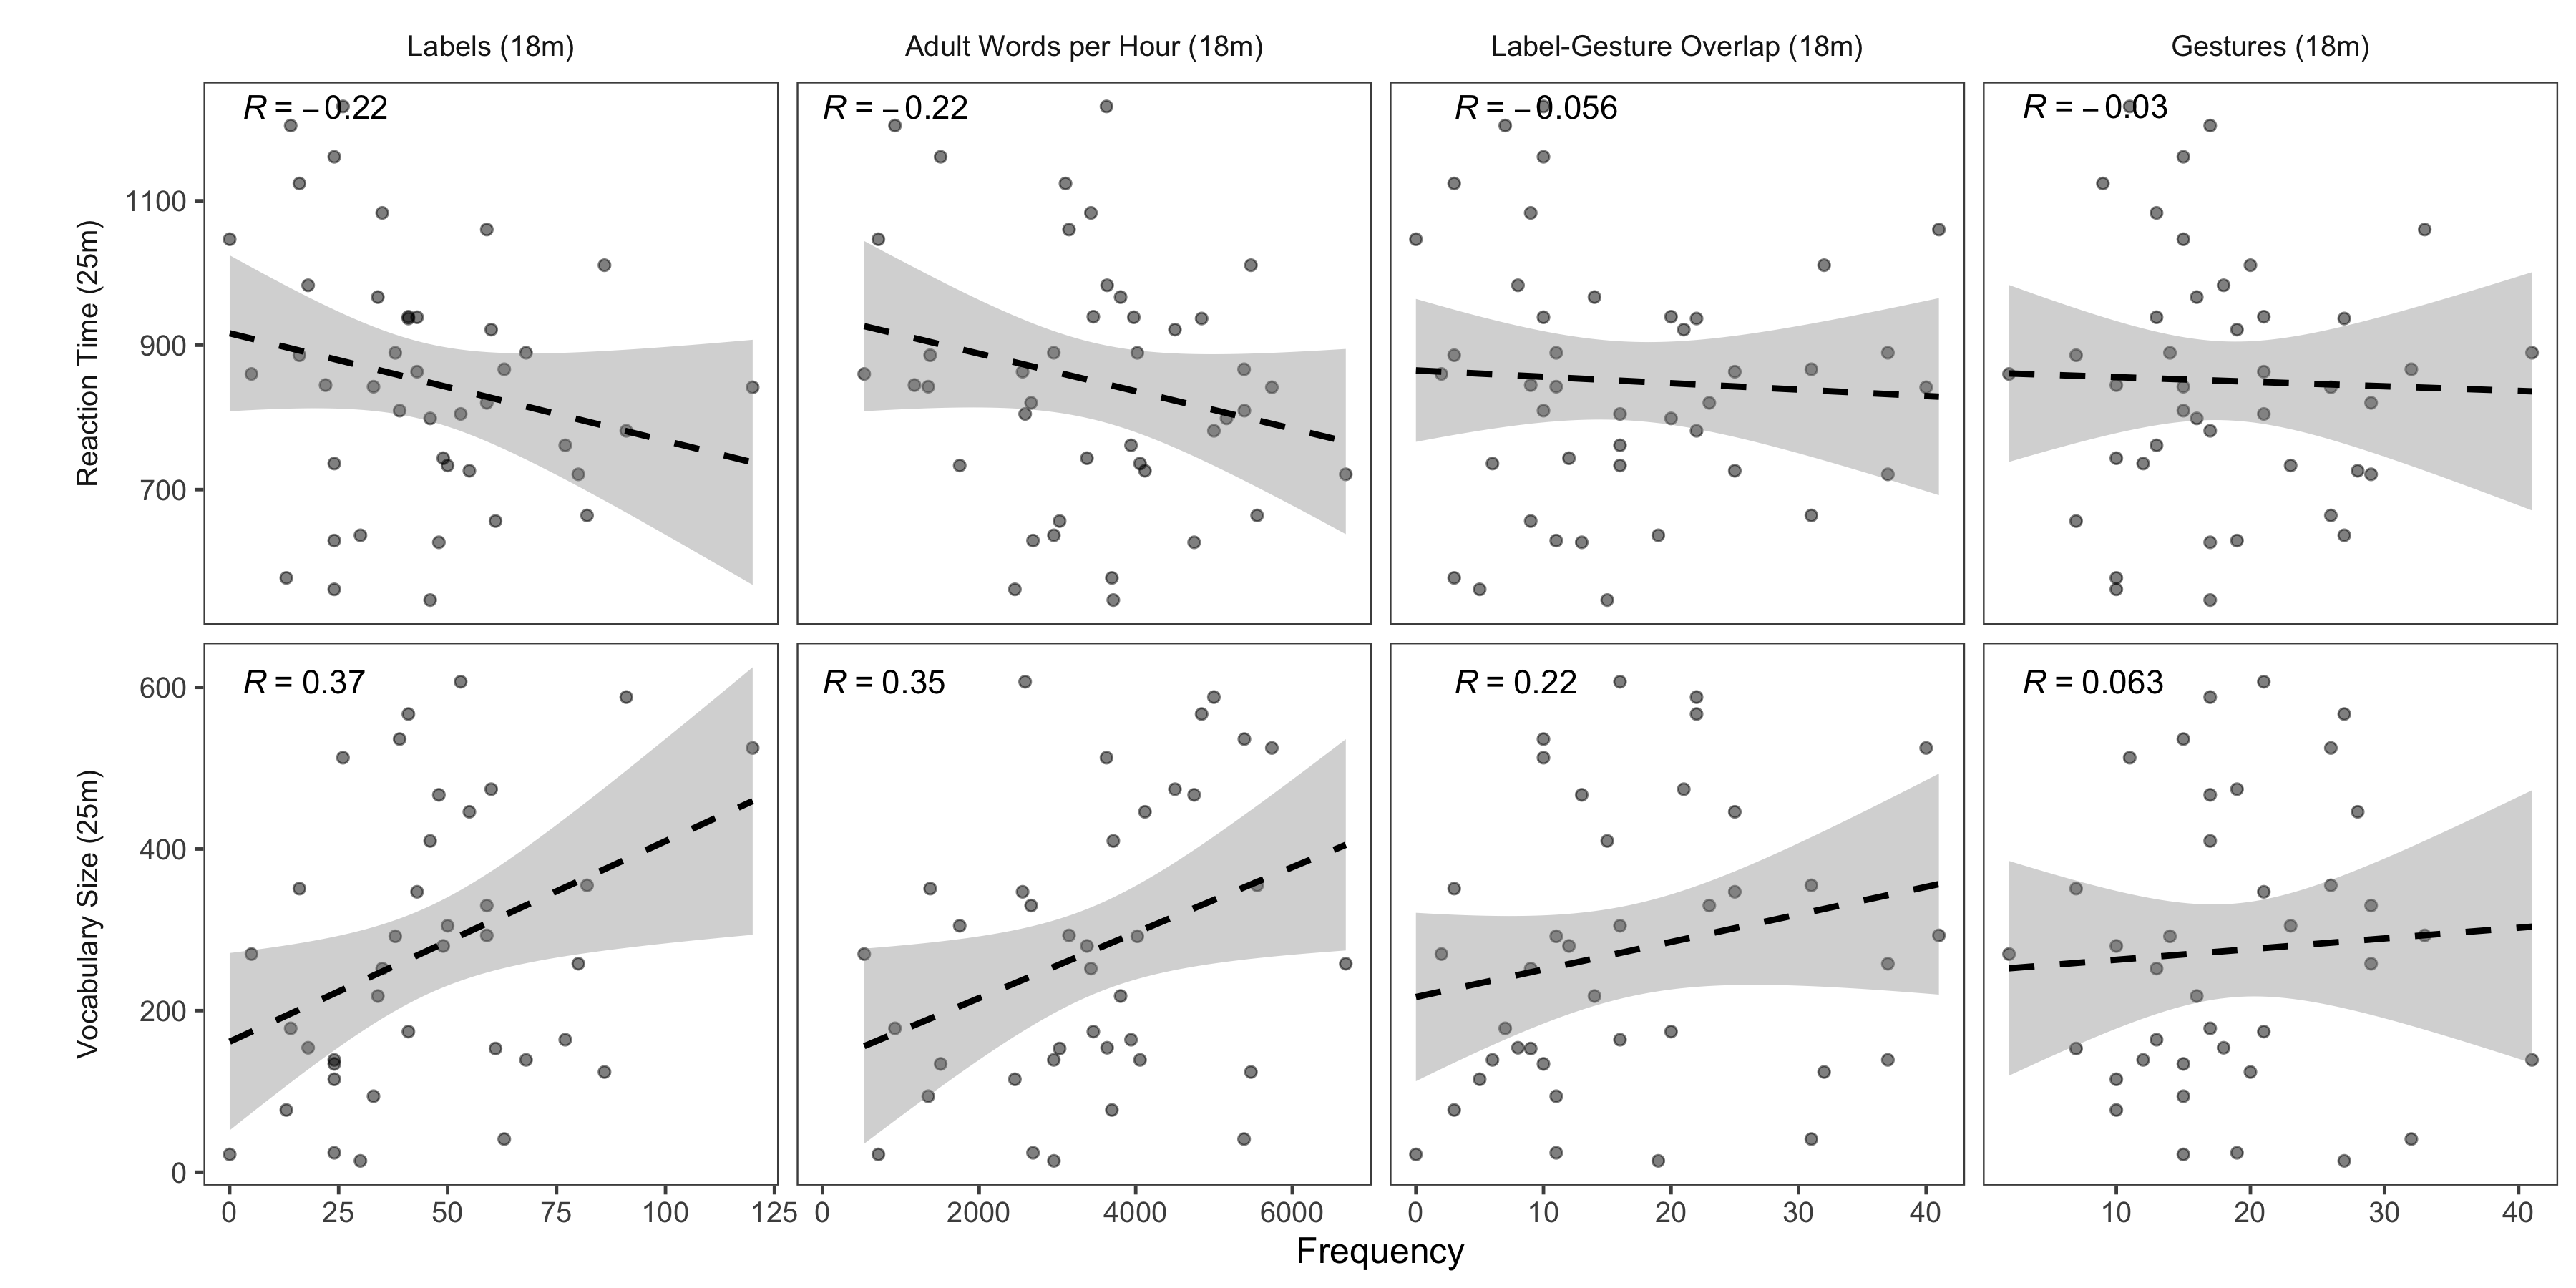 Labels (18m)
Adult Words per Hour (18m)
Label-Gesture Overlap (18m)
Gestures (18m)
Reaction Time (25m)
1100
900
700
R = −0.22
R = −0.22
R = −0.056
R = −0.03
Vocabulary Size (25m)
600
400
200
0
R = 0.37
R = 0.35
R = 0.22
R = 0.063
0 25 50 75 100 125
0 2000 4000 6000
0 10 20 30 40
10 20 30 40
Frequency